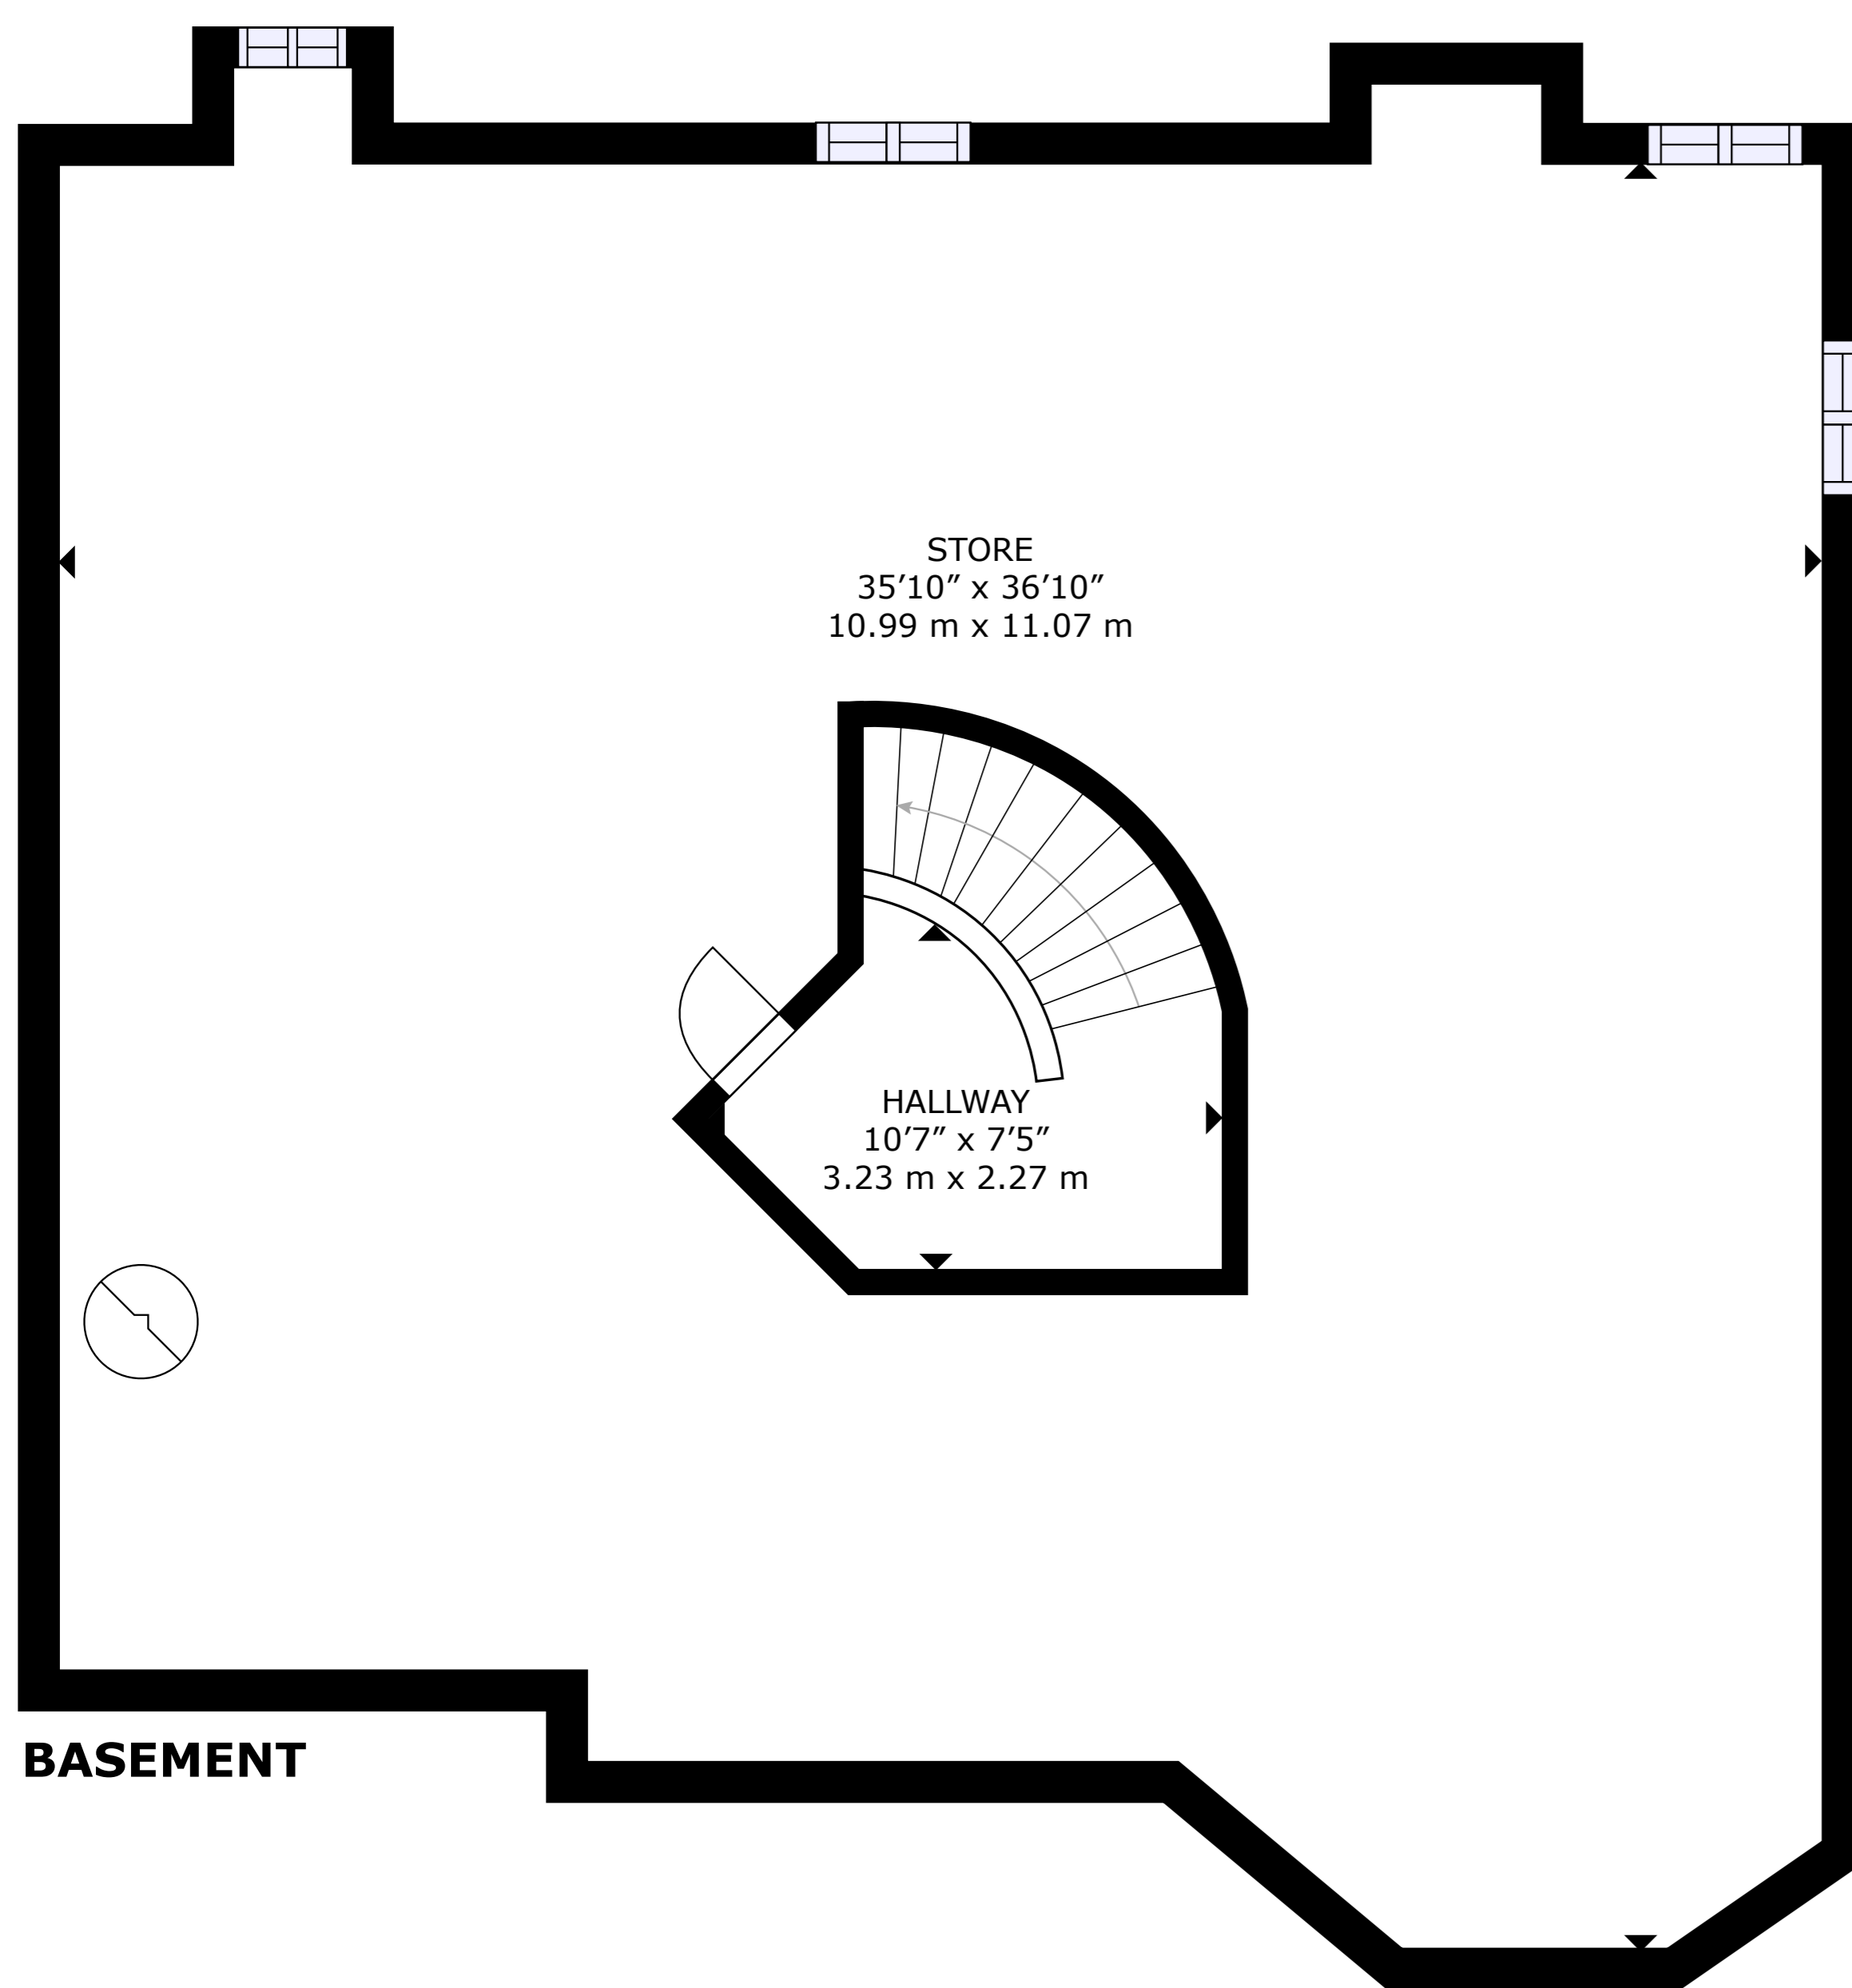 STORE
35′10″ x 36′10″
10.99 m x 11.07 m
HALLWAY
10′7″ x 7′5″
3.23 m x 2.27 m
BASEMENT